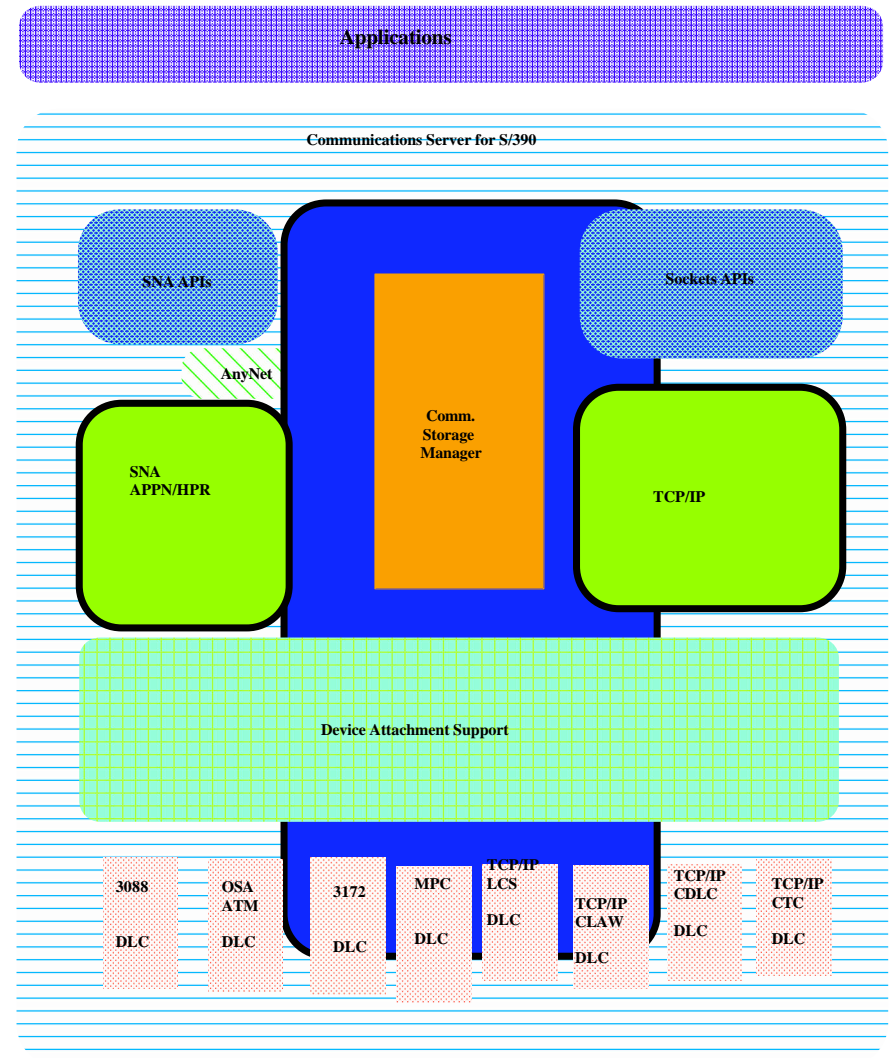 Applications
Communications Server for S/390
SNA APIs
Sockets APIs
AnyNet
Comm.
Storage
Manager
SNA
APPN/HPR
TCP/IP
Device Attachment Support
3088
DLC
OSA
ATM
DLC
3172
DLC
MPC
DLC
TCP/IP
LCS
DLC
TCP/IP
CLAW
DLC
TCP/IP
CDLC
DLC
TCP/IP
CTC
DLC